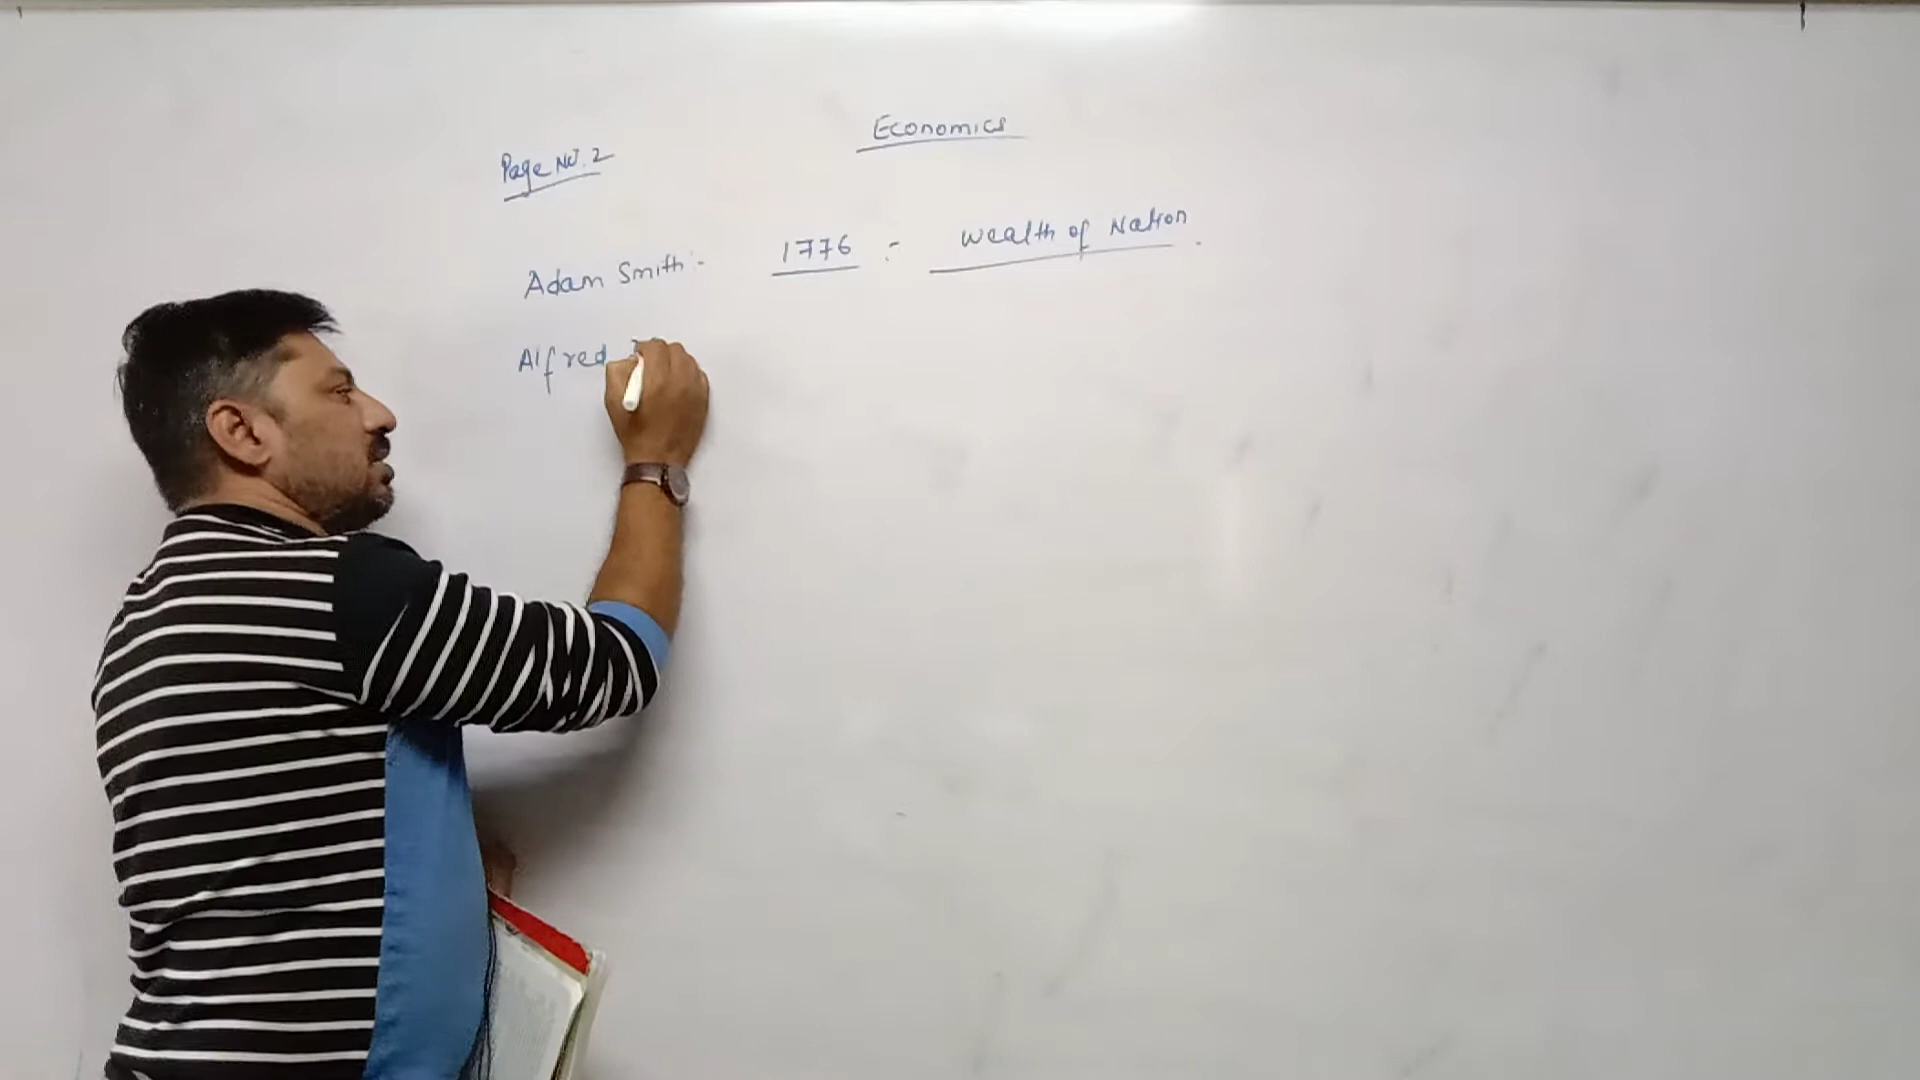 Economics
Page No. 2
Adam Smith :- 1776 :- Wealth of Nation.
Alfred